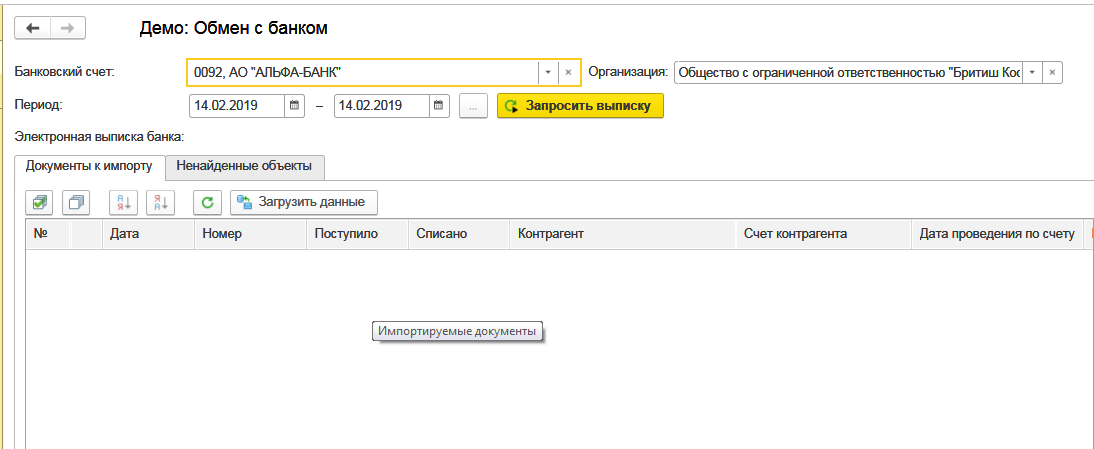 Демо: Обмен с банком
Банковский счет: 0092, АО "АЛЬФА-БАНК" Организация: Общество с ограниченной ответственностью "Бритиш
Период: 14.02.2019 – 14.02.2019 ... Запросить выписку
Электронная выписка банка:
Документы к импорту Ненайденные объекты
Загрузить данные
№ Дата Номер Поступило Списано Контрагент Счет контрагента Дата проведения по счету
Импортируемые документы